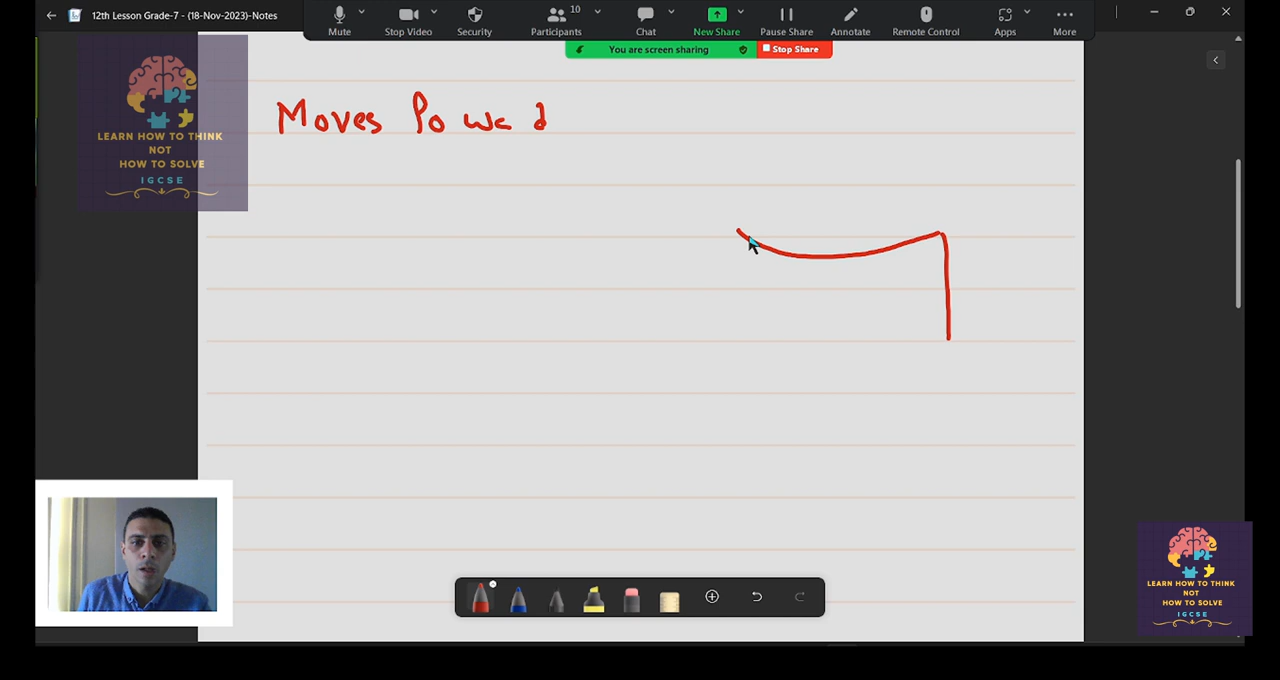 12th Lesson Grade-7 - (18-Nov-2023)-Notes
Mute
Stop Video
Security
10
Participants
Chat
New Share
Pause Share
Annotate
Remote Control
Apps
More
You are screen sharing
Stop Share
LEARN HOW TO THINK
NOT
HOW TO SOLVE
IGCSE
Moves
LEARN HOW TO THINK
NOT
HOW TO SOLVE
IGCSE